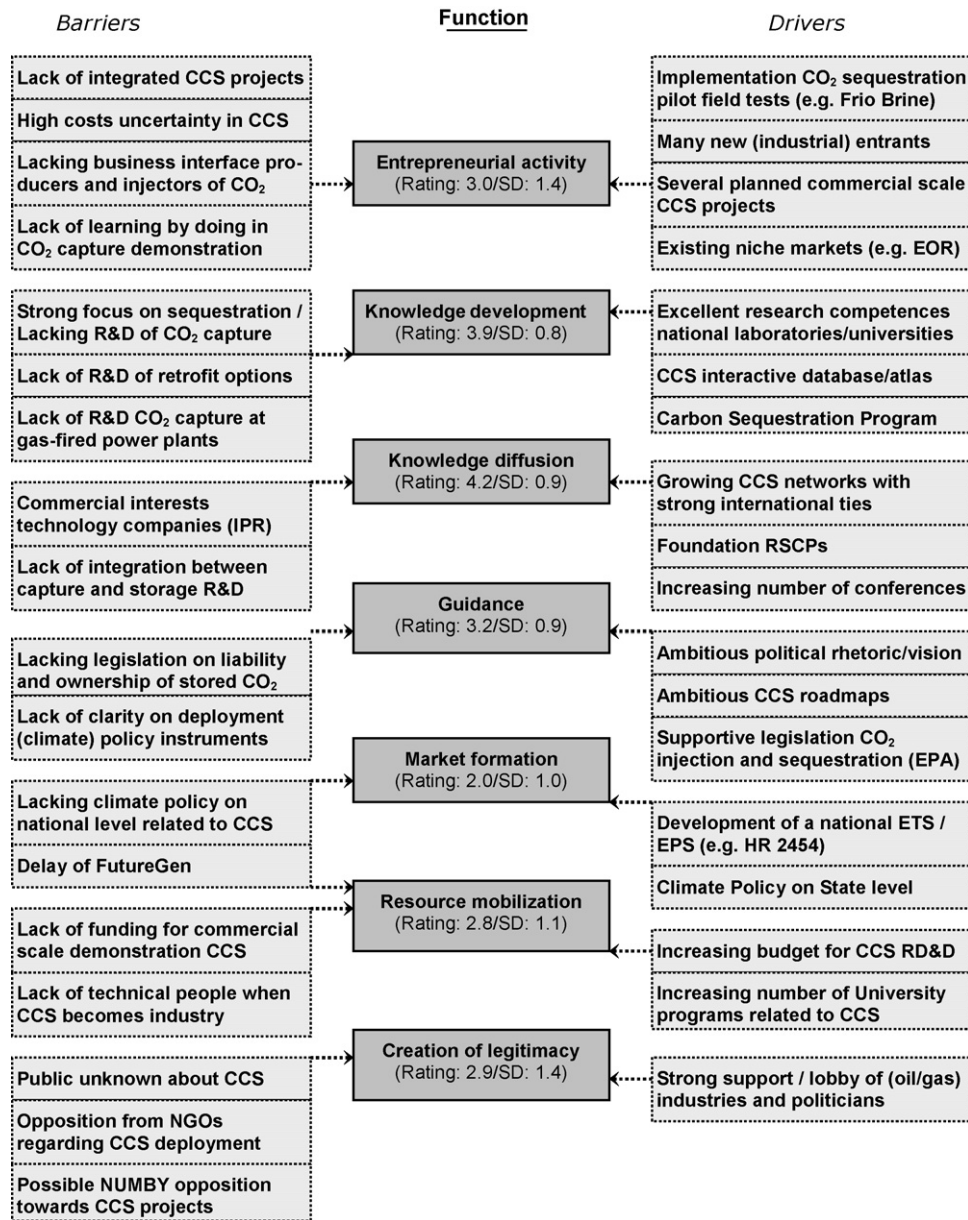 Barriers
Function
Drivers
Lack of integrated CCS projects
High costs uncertainty in CCS
Lacking business interface pro-
ducers and injectors of CO₂
Lack of learning by doing in
CO₂ capture demonstration
Entrepreneurial activity
(Rating: 3.0/SD: 1.4)
Implementation CO₂ sequestration
pilot field tests (e.g. Frio Brine)
Many new (industrial) entrants
Several planned commercial scale
CCS projects
Existing niche markets (e.g. EOR)
Strong focus on sequestration /
Lacking R&D of CO₂ capture
Lack of R&D of retrofit options
Lack of R&D CO₂ capture at
gas-fired power plants
Knowledge development
(Rating: 3.9/SD: 0.8)
Excellent research competences
national laboratories/universities
CCS interactive database/atlas
Carbon Sequestration Program
Commercial interests
technology companies (IPR)
Lack of integration between
capture and storage R&D
Knowledge diffusion
(Rating: 4.2/SD: 0.9)
Growing CCS networks with
strong international ties
Foundation RSCPs
Increasing number of conferences
Lacking legislation on liability
and ownership of stored CO₂
Lack of clarity on deployment
(climate) policy instruments
Guidance
(Rating: 3.2/SD: 0.9)
Ambitious political rhetoric/vision
Ambitious CCS roadmaps
Supportive legislation CO₂
injection and sequestration (EPA)
Lacking climate policy on
national level related to CCS
Delay of FutureGen
Market formation
(Rating: 2.0/SD: 1.0)
Development of a national ETS /
EPS (e.g. HR 2454)
Climate Policy on State level
Lack of funding for commercial
scale demonstration CCS
Lack of technical people when
CCS becomes industry
Resource mobilization
(Rating: 2.8/SD: 1.1)
Increasing budget for CCS RD&D
Increasing number of University
programs related to CCS
Public unknown about CCS
Opposition from NGOs
regarding CCS deployment
Possible NUMBY opposition
towards CCS projects
Creation of legitimacy
(Rating: 2.9/SD: 1.4)
Strong support / lobby of (oil/gas)
industries and politicians